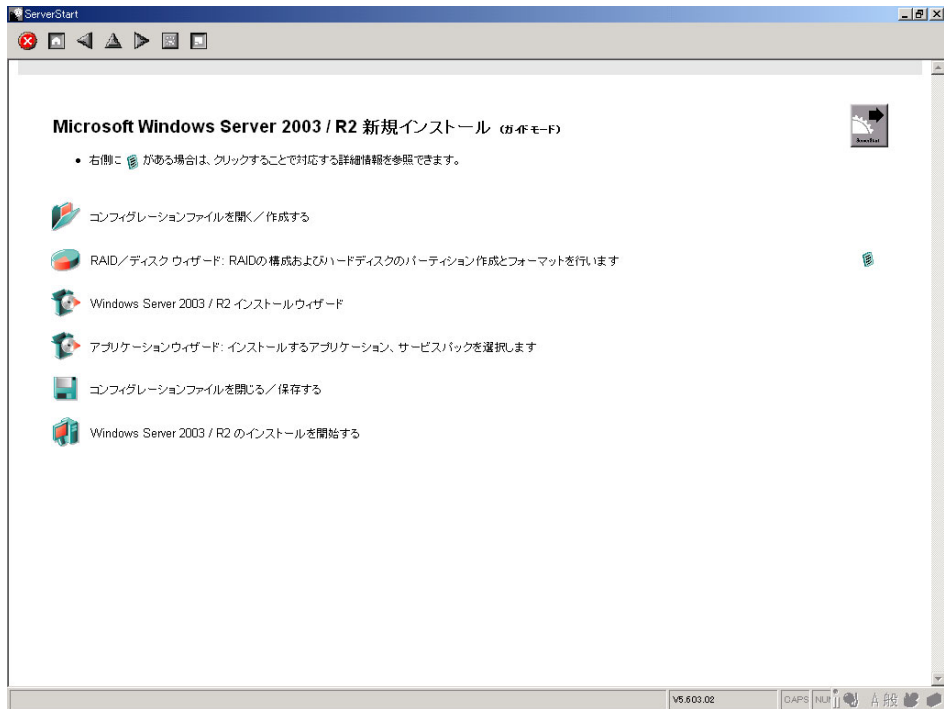 ServerStart
Microsoft Windows Server 2003 / R2 新規インストール (ガイドモード)
• 右側に がある場合は、クリックすることで対応する詳細情報を参照できます。
ServerStart
コンフィグレーションファイルを開く／作成する
RAID／ディスク ウィザード: RAIDの構成およびハードディスクのパーティション作成とフォーマットを行います
Windows Server 2003 / R2 インストールウィザード
アプリケーションウィザード: インストールするアプリケーション、サービスパックを選択します
コンフィグレーションファイルを閉じる／保存する
Windows Server 2003 / R2 のインストールを開始する
V5.603.02 CAPS A 般